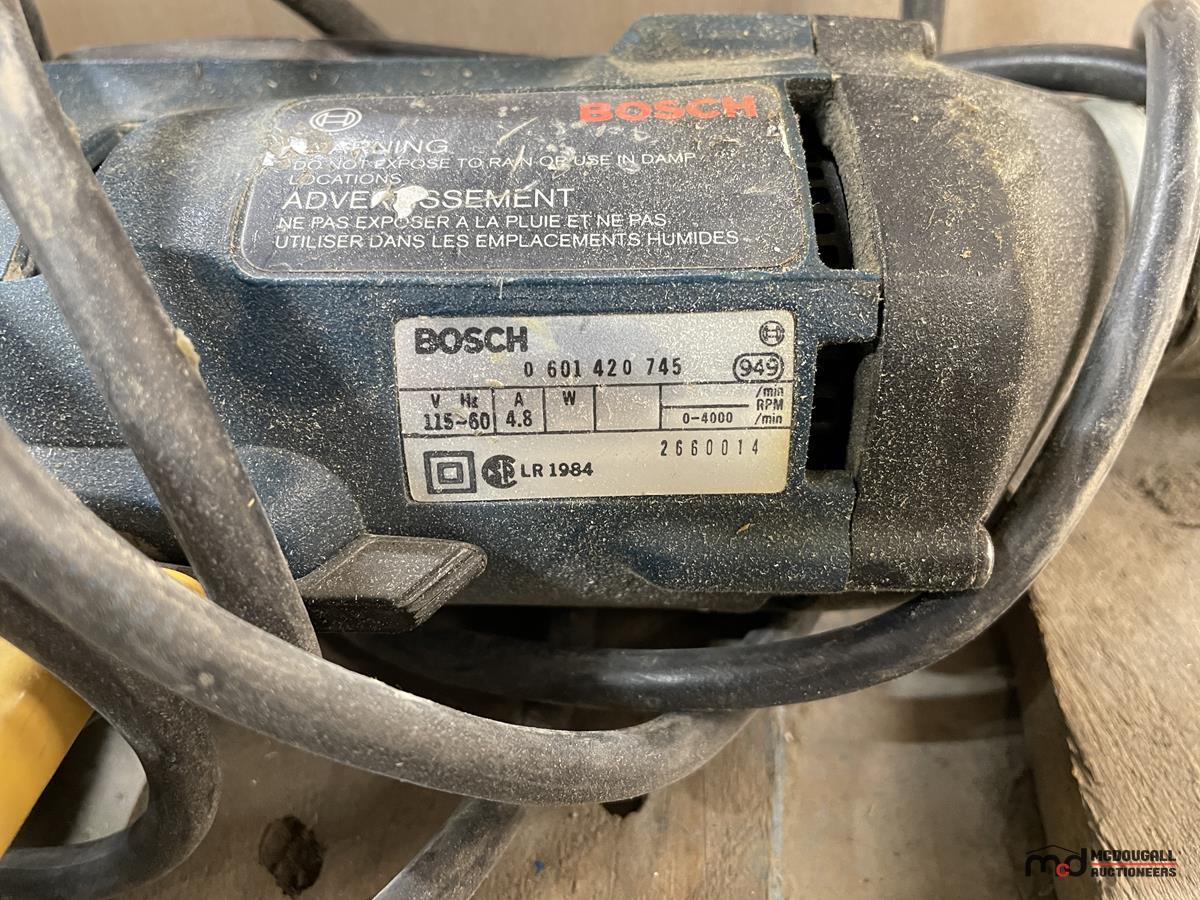 BOSCH
WARNING
DO NOT EXPOSE TO RAIN OR USE IN DAMP
LOCATIONS
ADVERTISSEMENT
NE PAS EXPOSER A LA PLUIE ET NE PAS
UTILISER DANS LES EMPLACEMENTS HUMIDES
BOSCH
0 601 420 745 949
V Hz A W /min
RPM
115~60 4.8 0-4000 /min
2660014
LR 1984
mcd MCDOUGALL
AUCTIONEERS